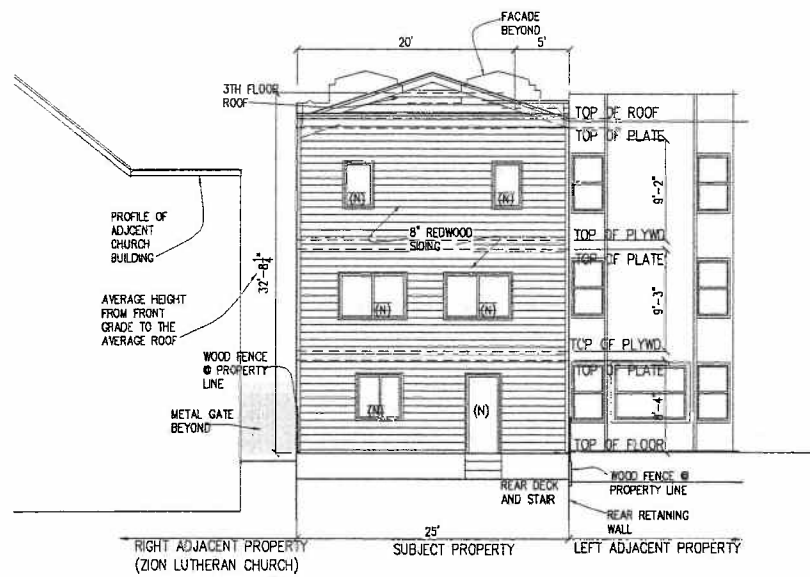 FACADE
BEYOND
20'
5'
3TH FLOOR
ROOF
TOP OF ROOF
TOP OF PLATE
9'-2"
(N)
(N)
PROFILE OF
ADJCENT
CHURCH
BUILDING
8" REDWOOD
SIDING
TOP OF PLYWD.
TOP OF PLATE
32'-8¼"
9'-3"
AVERAGE HEIGHT
FROM FRONT
GRADE TO THE
AVERAGE ROOF
(N)
(N)
TOP OF PLYWD.
WOOD FENCE
@ PROPERTY
LINE
TOP OF PLATE
8'-4"
METAL GATE
BEYOND
(N)
(N)
TOP OF FLOOR
REAR DECK
AND STAIR
WOOD FENCE @
PROPERTY LINE
REAR RETAINING
WALL
25'
RIGHT ADJACENT PROPERTY
(ZION LUTHERAN CHURCH)
SUBJECT PROPERTY
LEFT ADJACENT PROPERTY